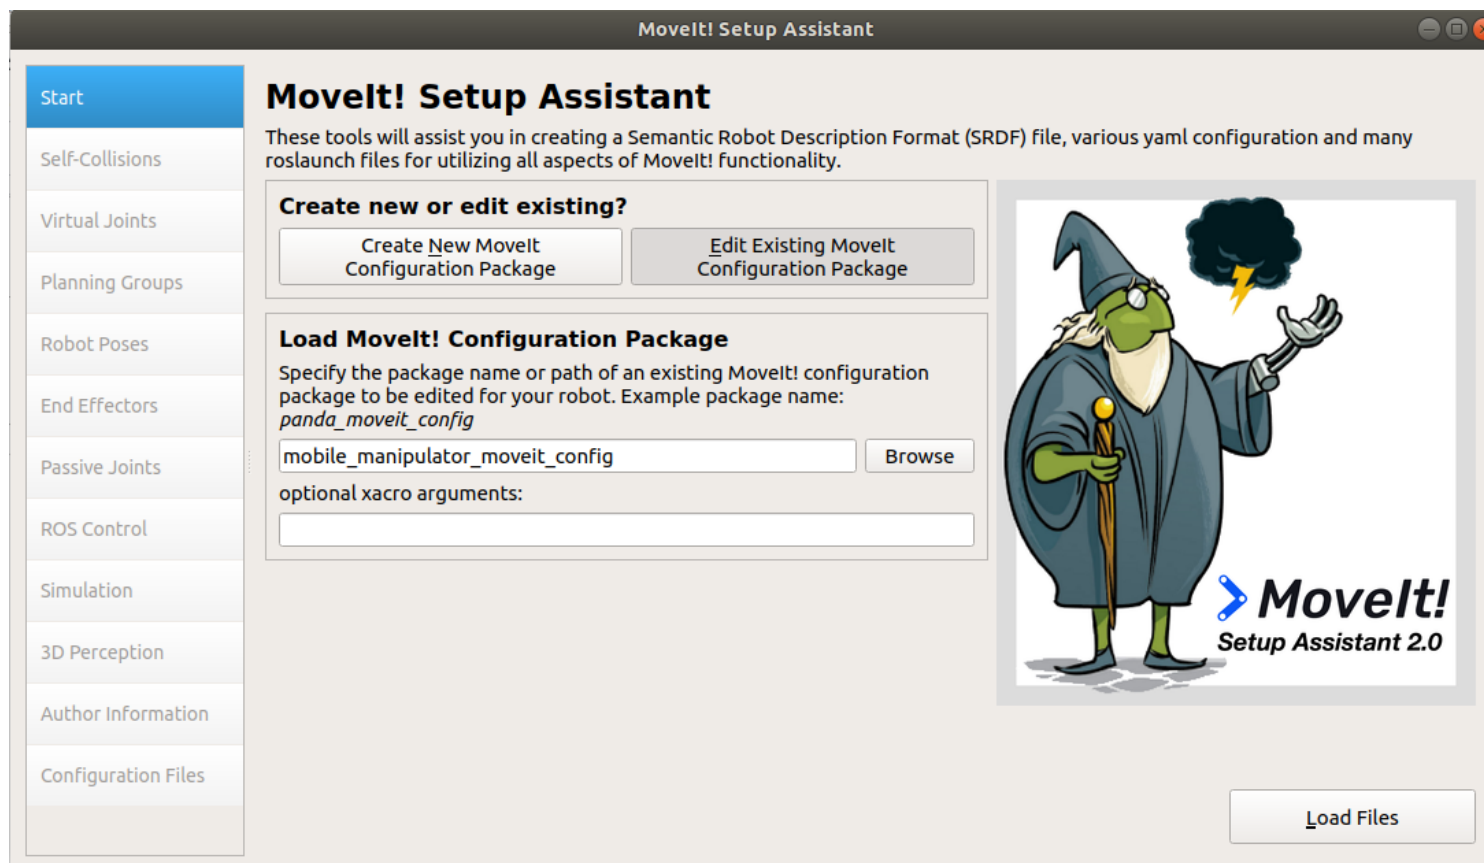 MoveIt! Setup Assistant
Start
Self-Collisions
Virtual Joints
Planning Groups
Robot Poses
End Effectors
Passive Joints
ROS Control
Simulation
3D Perception
Author Information
Configuration Files
MoveIt! Setup Assistant
These tools will assist you in creating a Semantic Robot Description Format (SRDF) file, various yaml configuration and many
roslaunch files for utilizing all aspects of MoveIt! functionality.
Create new or edit existing?
Create New MoveIt
Configuration Package
Edit Existing MoveIt
Configuration Package
Load MoveIt! Configuration Package
Specify the package name or path of an existing MoveIt! configuration
package to be edited for your robot. Example package name:
panda_moveit_config
mobile_manipulator_moveit_config
Browse
optional xacro arguments:
MoveIt!
Setup Assistant 2.0
Load Files